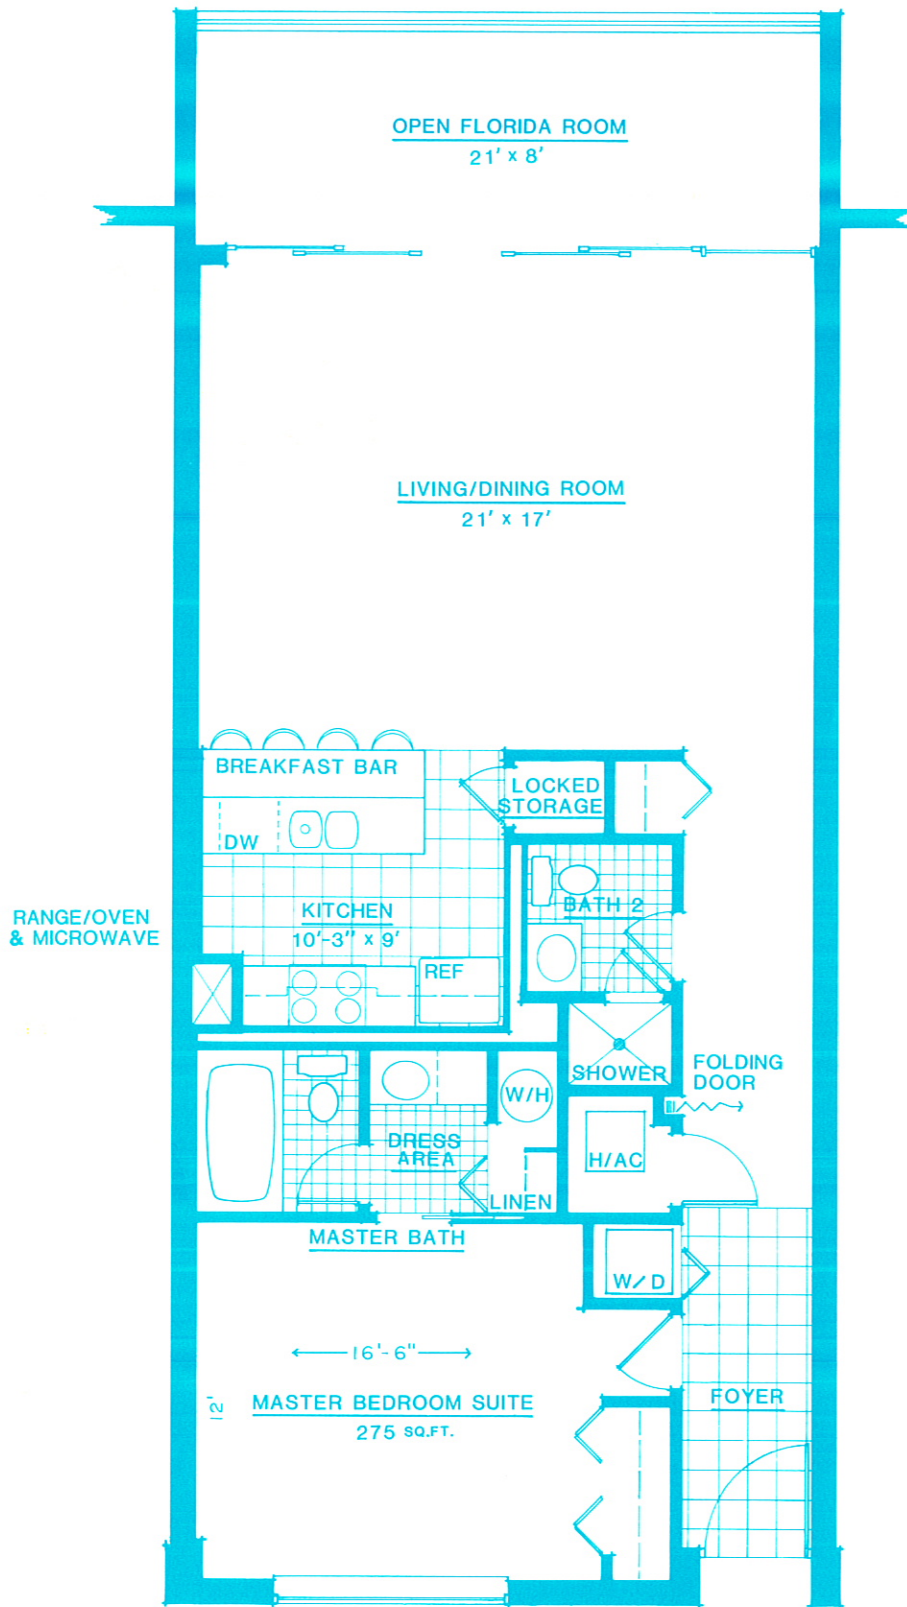 OPEN FLORIDA ROOM
21' x 8'
LIVING/DINING ROOM
21' x 17'
BREAKFAST BAR
LOCKED
STORAGE
DW
BATH 2
KITCHEN
10'-3" x 9'
RANGE/OVEN
& MICROWAVE
REF
SHOWER
FOLDING
DOOR
W/H
DRESS
AREA
H/AC
LINEN
MASTER BATH
W/D
16'-6"
12'
MASTER BEDROOM SUITE
275 SQ.FT.
FOYER